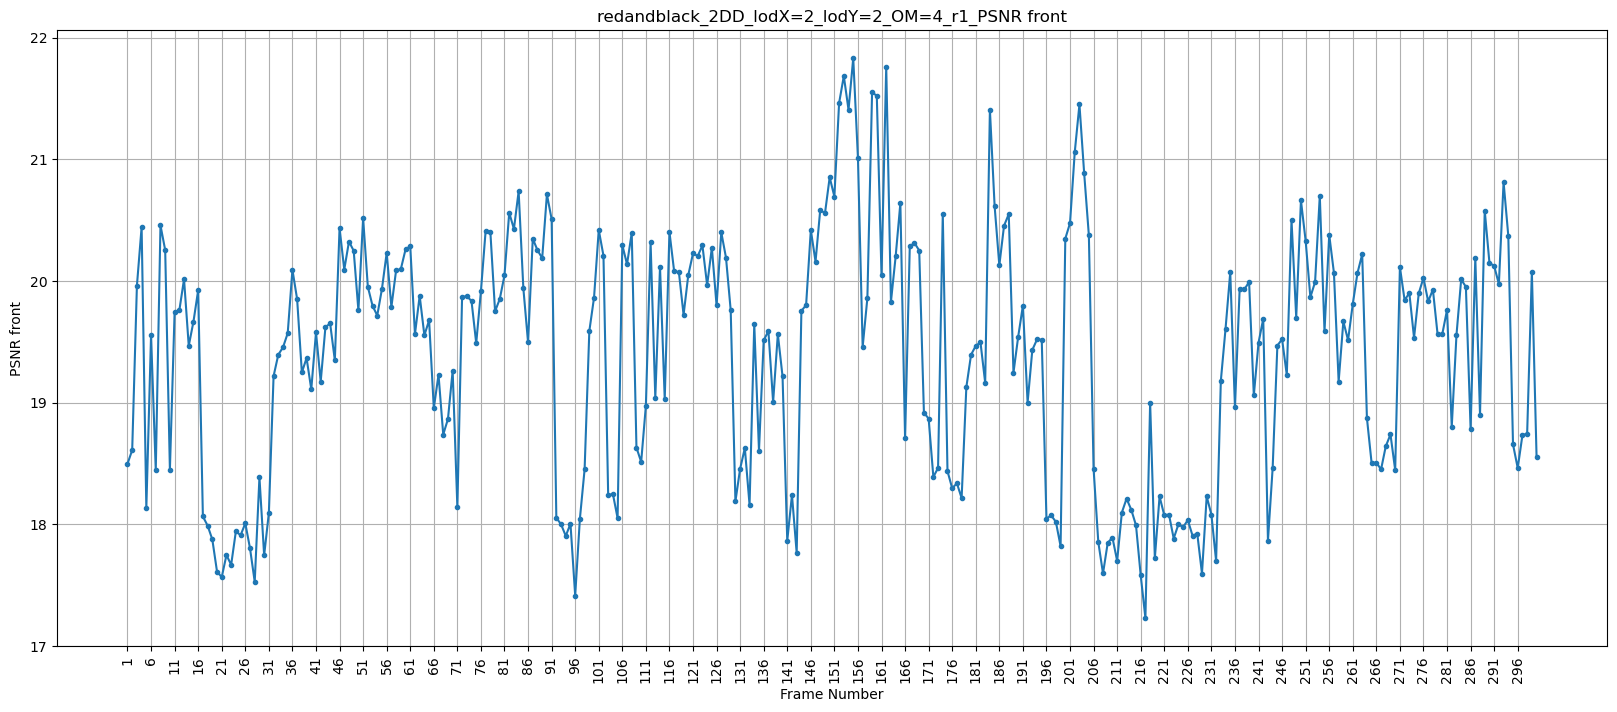 redandblack_2DD_lodX=2_lodY=2_OM=4_r1_PSNR front
PSNR front
22
21
20
19
18
17
1 6 11 16 21 26 31 36 41 46 51 56 61 66 71 76 81 86 91 96 101 106 111 116 121 126 131 136 141 146 151 156 161 166 171 176 181 186 191 196 201 206 211 216 221 226 231 236 241 246 251 256 261 266 271 276 281 286 291 296
Frame Number